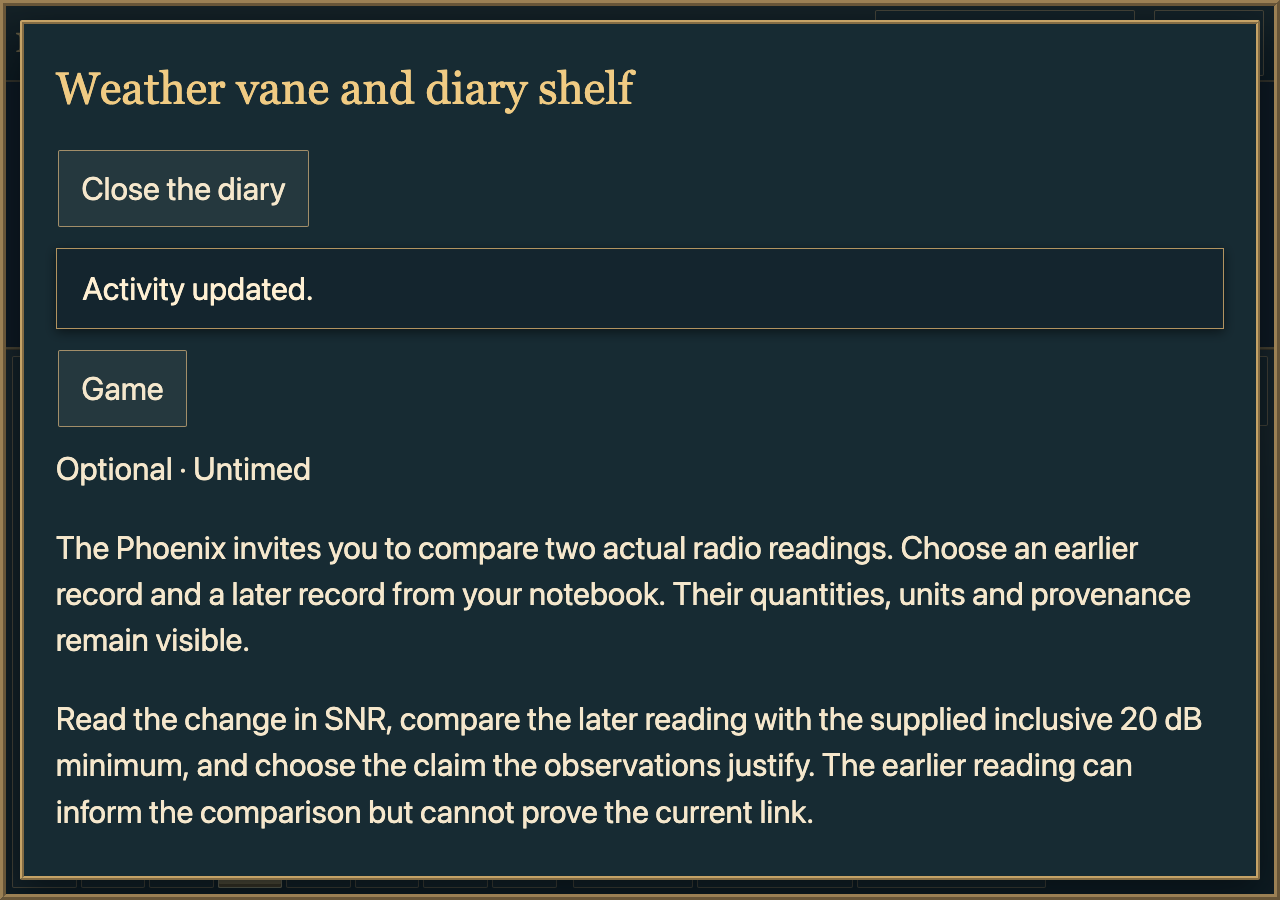 Weather vane and diary shelf
Close the diary
Activity updated.
Game
Optional · Untimed
The Phoenix invites you to compare two actual radio readings. Choose an earlier
record and a later record from your notebook. Their quantities, units and provenance
remain visible.
Read the change in SNR, compare the later reading with the supplied inclusive 20 dB
minimum, and choose the claim the observations justify. The earlier reading can
inform the comparison but cannot prove the current link.